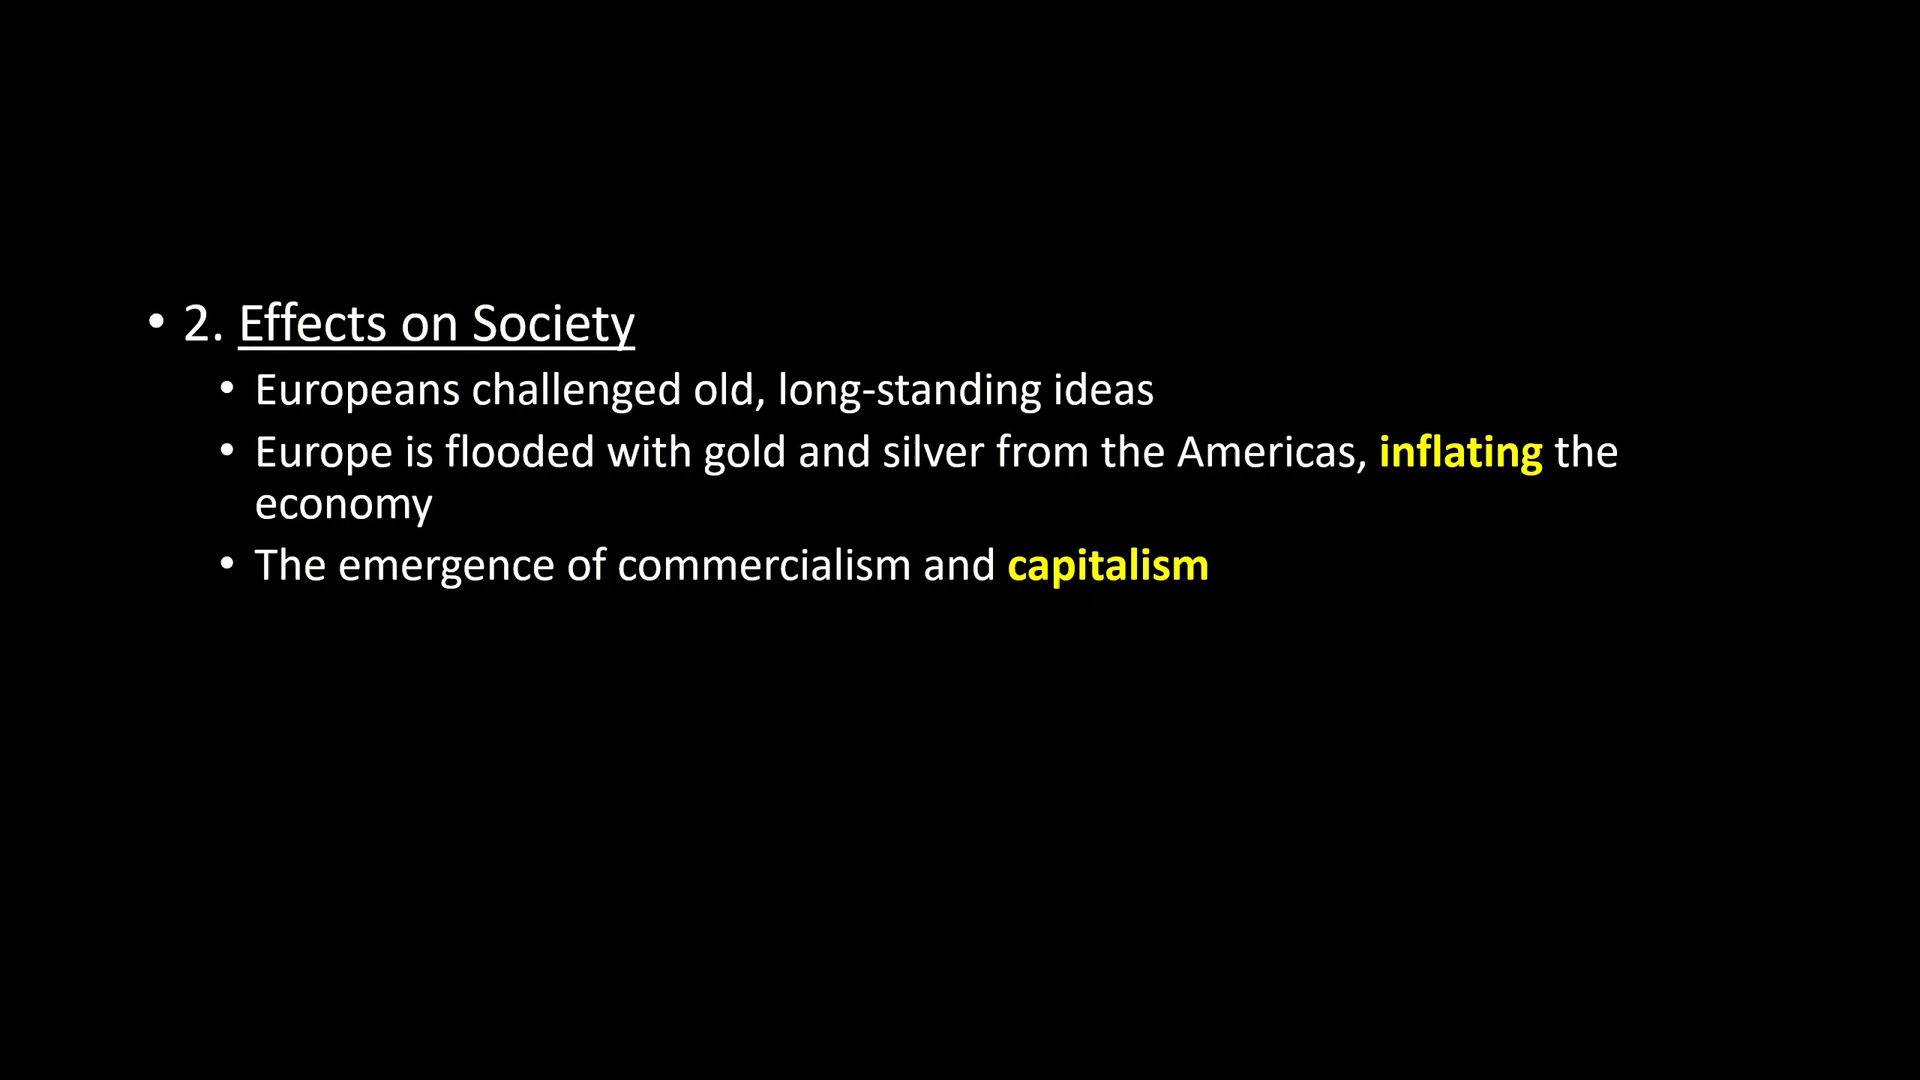 • 2. Effects on Society
• Europeans challenged old, long-standing ideas
• Europe is flooded with gold and silver from the Americas, inflating the
economy
• The emergence of commercialism and capitalism